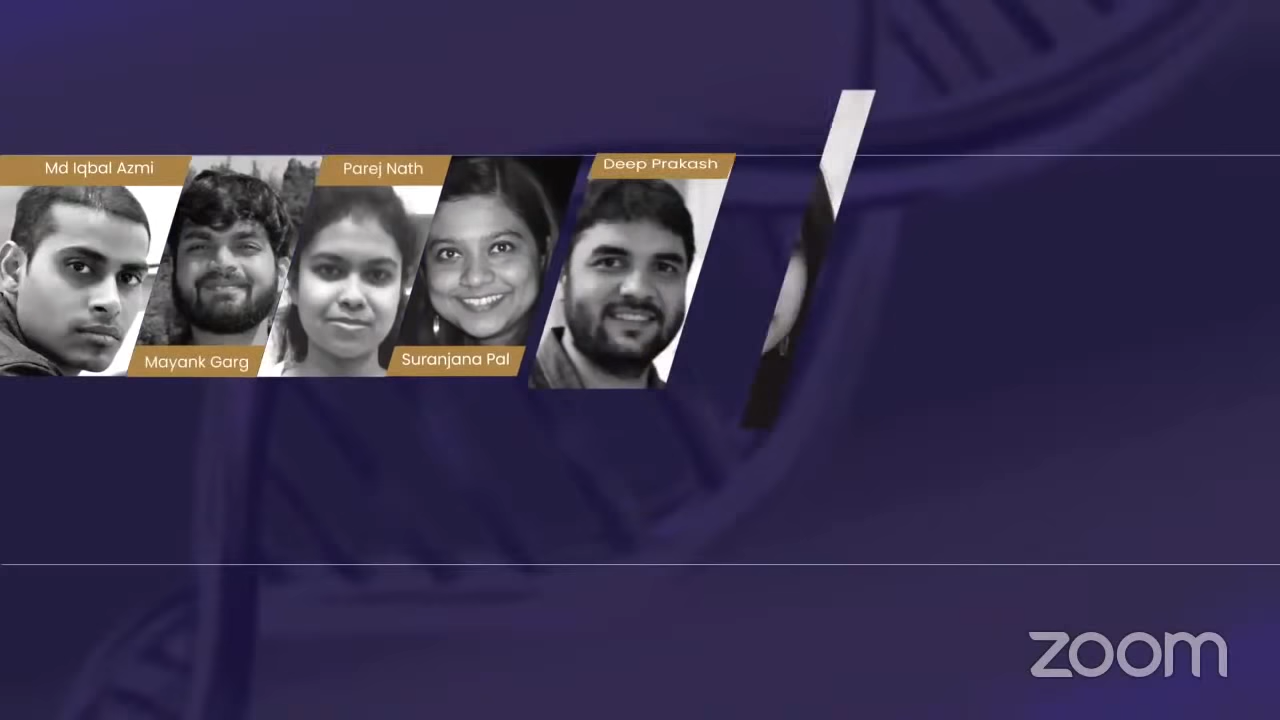 Md Iqbal Azmi
Mayank Garg
Parej Nath
Suranjana Pal
Deep Prakash
zoom